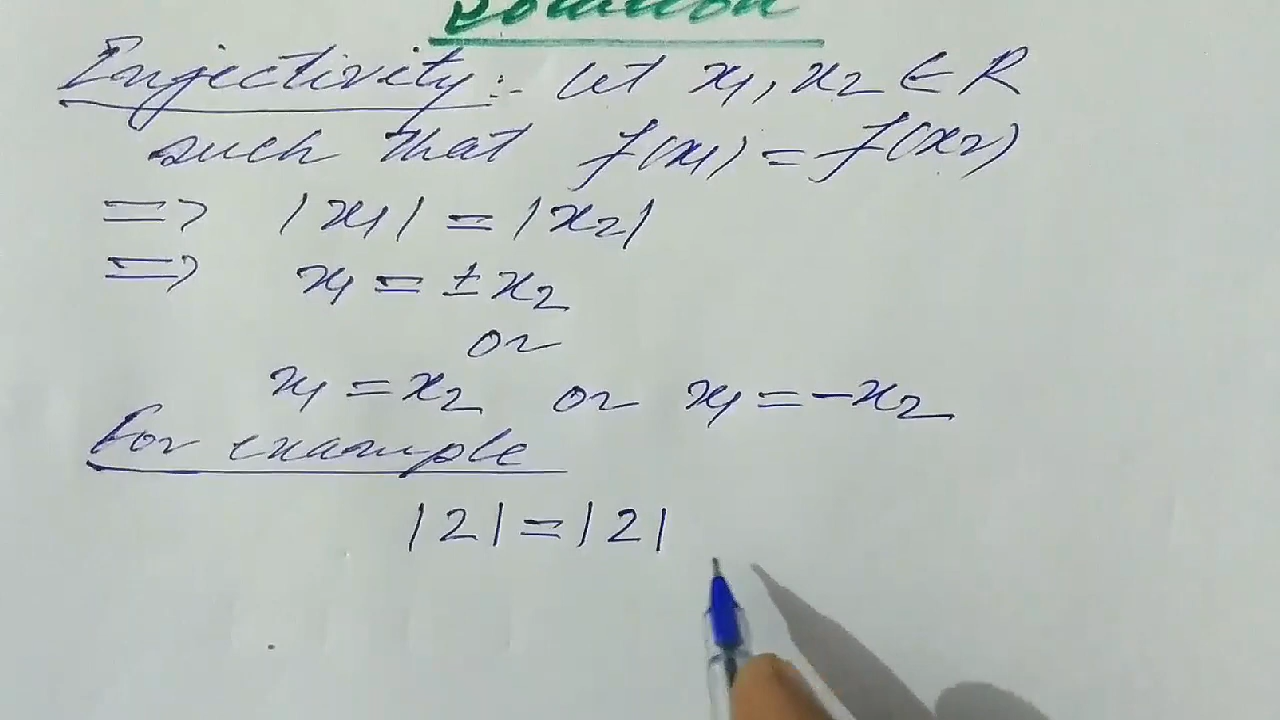 Solution
Injectivity:- let x₁, x₂ ∈ R
such that f(x₁) = f(x₂)
=> |x₁| = |x₂|
=> x₁ = ±x₂
or
x₁ = x₂ or x₁ = -x₂
For example
|2| = |2|